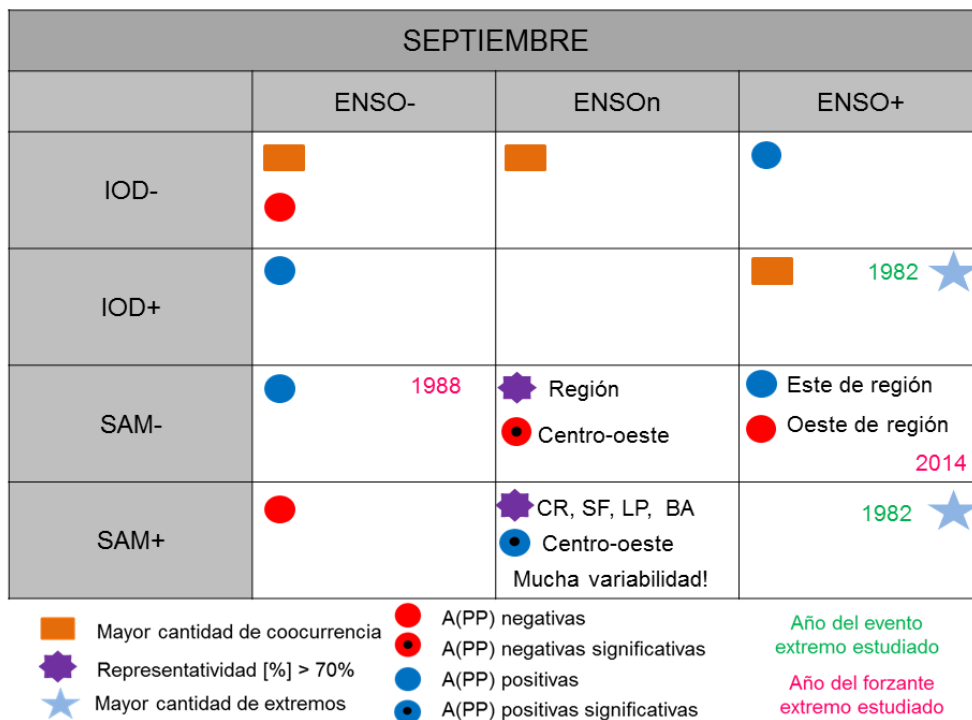 SEPTIEMBRE
ENSO-
ENSOn
ENSO+
IOD-
IOD+
1982
SAM-
1988
Región
Centro-oeste
Este de región
Oeste de región
2014
SAM+
CR, SF, LP, BA
Centro-oeste
Mucha variabilidad!
1982
Mayor cantidad de coocurrencia
Representatividad [%] > 70%
Mayor cantidad de extremos
A(PP) negativas
A(PP) negativas significativas
A(PP) positivas
A(PP) positivas significativas
Año del evento
extremo estudiado
Año del forzante
extremo estudiado